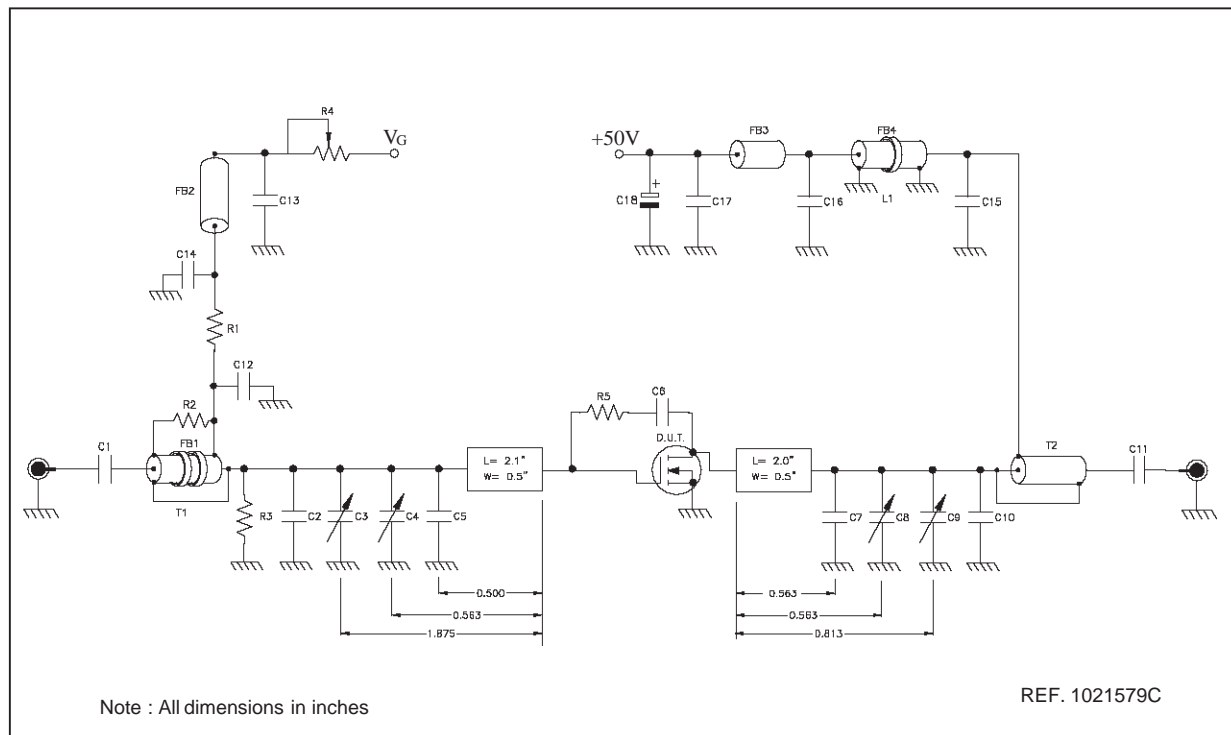 R4
VG
+50V
FB3
FB4
FB2
C13
C18
+
C17
C16
L1
C15
C14
R1
C12
R2
R5
C6
FB1
D.U.T.
C1
L= 2.1"
W= 0.5"
L= 2.0"
W= 0.5"
T2
C11
T1
R3
C2
C3
C4
C5
C7
C8
C9
C10
0.500
0.563
0.563
0.563
1.875
0.813
Note : All dimensions in inches
REF. 1021579C